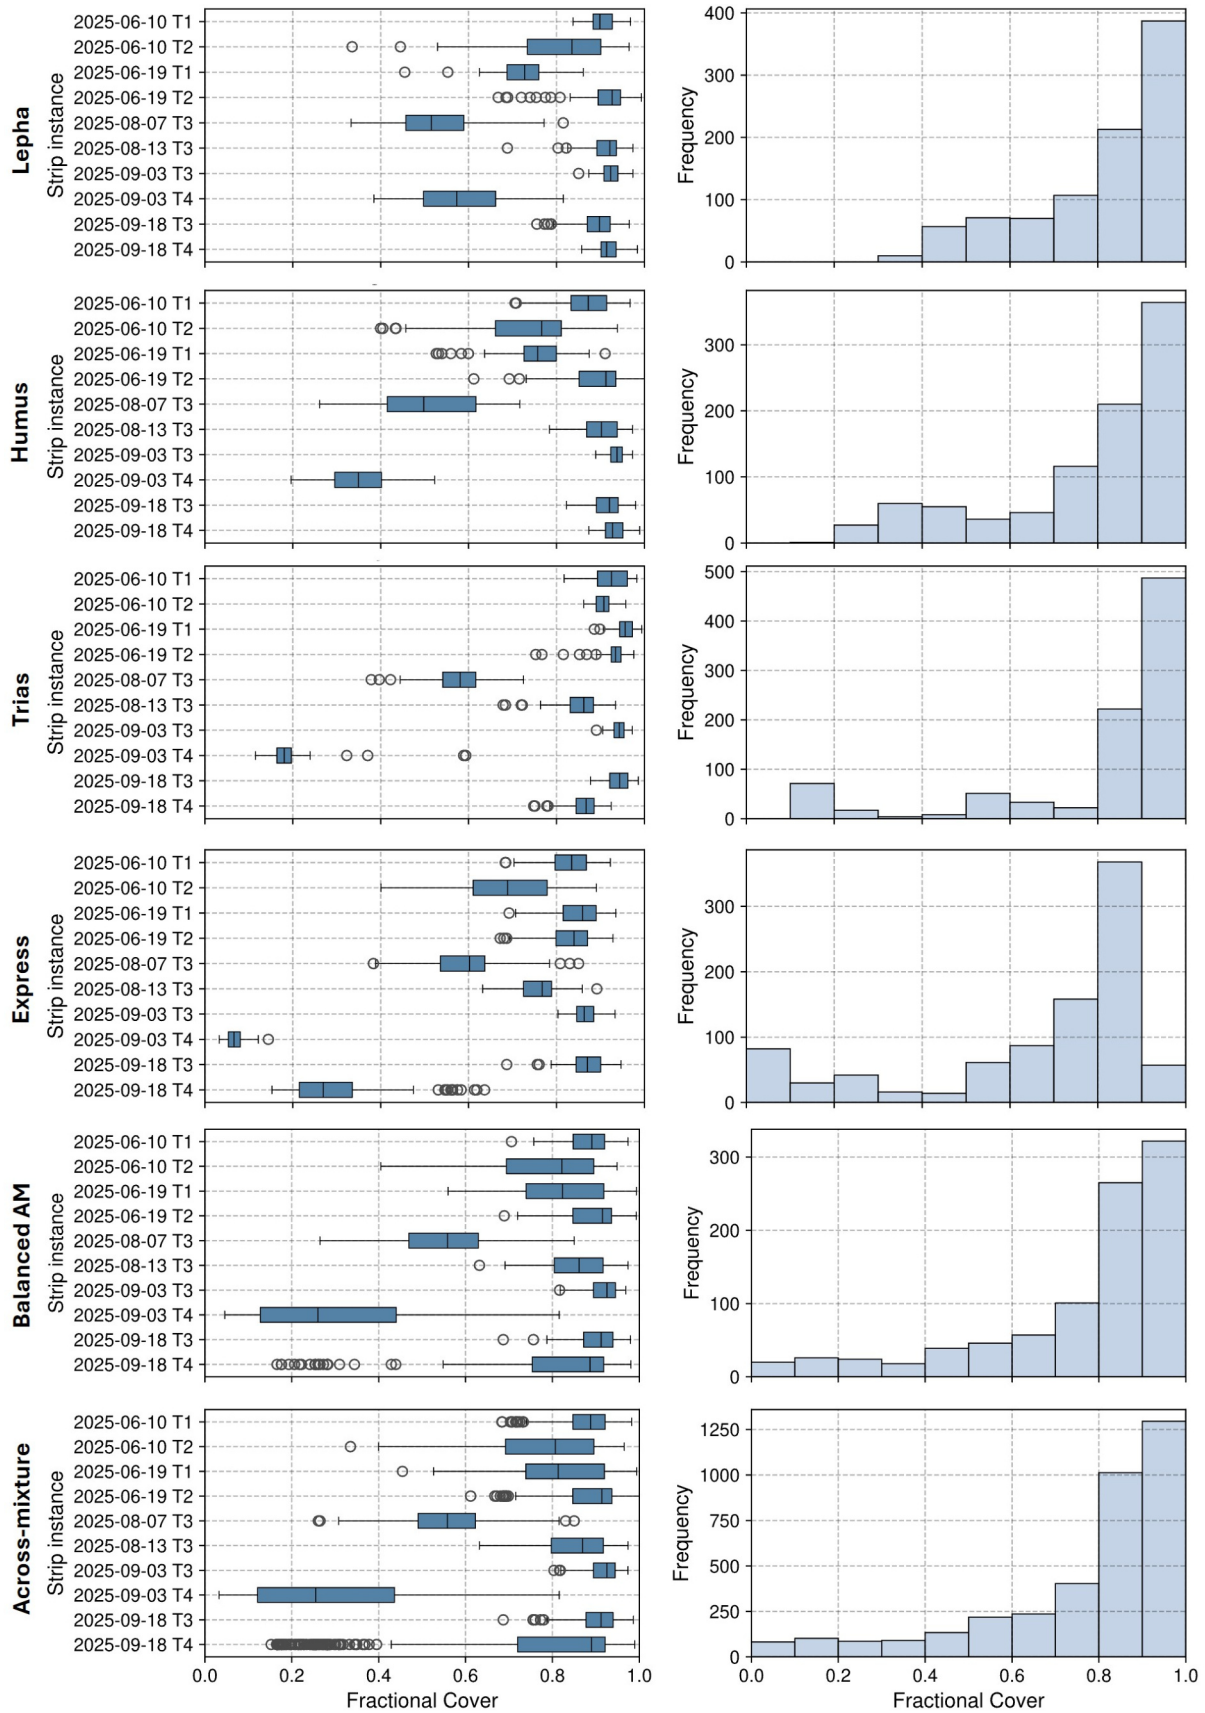 Lepha
Strip instance
2025-06-10 T1
2025-06-10 T2
2025-06-19 T1
2025-06-19 T2
2025-08-07 T3
2025-08-13 T3
2025-09-03 T3
2025-09-03 T4
2025-09-18 T3
2025-09-18 T4
Frequency
400
300
200
100
0
Humus
Strip instance
2025-06-10 T1
2025-06-10 T2
2025-06-19 T1
2025-06-19 T2
2025-08-07 T3
2025-08-13 T3
2025-09-03 T3
2025-09-03 T4
2025-09-18 T3
2025-09-18 T4
Frequency
300
200
100
0
Trias
Strip instance
2025-06-10 T1
2025-06-10 T2
2025-06-19 T1
2025-06-19 T2
2025-08-07 T3
2025-08-13 T3
2025-09-03 T3
2025-09-03 T4
2025-09-18 T3
2025-09-18 T4
Frequency
500
400
300
200
100
0
Express
Strip instance
2025-06-10 T1
2025-06-10 T2
2025-06-19 T1
2025-06-19 T2
2025-08-07 T3
2025-08-13 T3
2025-09-03 T3
2025-09-03 T4
2025-09-18 T3
2025-09-18 T4
Frequency
300
200
100
0
Balanced AM
Strip instance
2025-06-10 T1
2025-06-10 T2
2025-06-19 T1
2025-06-19 T2
2025-08-07 T3
2025-08-13 T3
2025-09-03 T3
2025-09-03 T4
2025-09-18 T3
2025-09-18 T4
Frequency
300
200
100
0
Across-mixture
Strip instance
2025-06-10 T1
2025-06-10 T2
2025-06-19 T1
2025-06-19 T2
2025-08-07 T3
2025-08-13 T3
2025-09-03 T3
2025-09-03 T4
2025-09-18 T3
2025-09-18 T4
0.0 0.2 0.4 0.6 0.8 1.0
Fractional Cover
Frequency
1250
1000
750
500
250
0
0.0 0.2 0.4 0.6 0.8 1.0
Fractional Cover